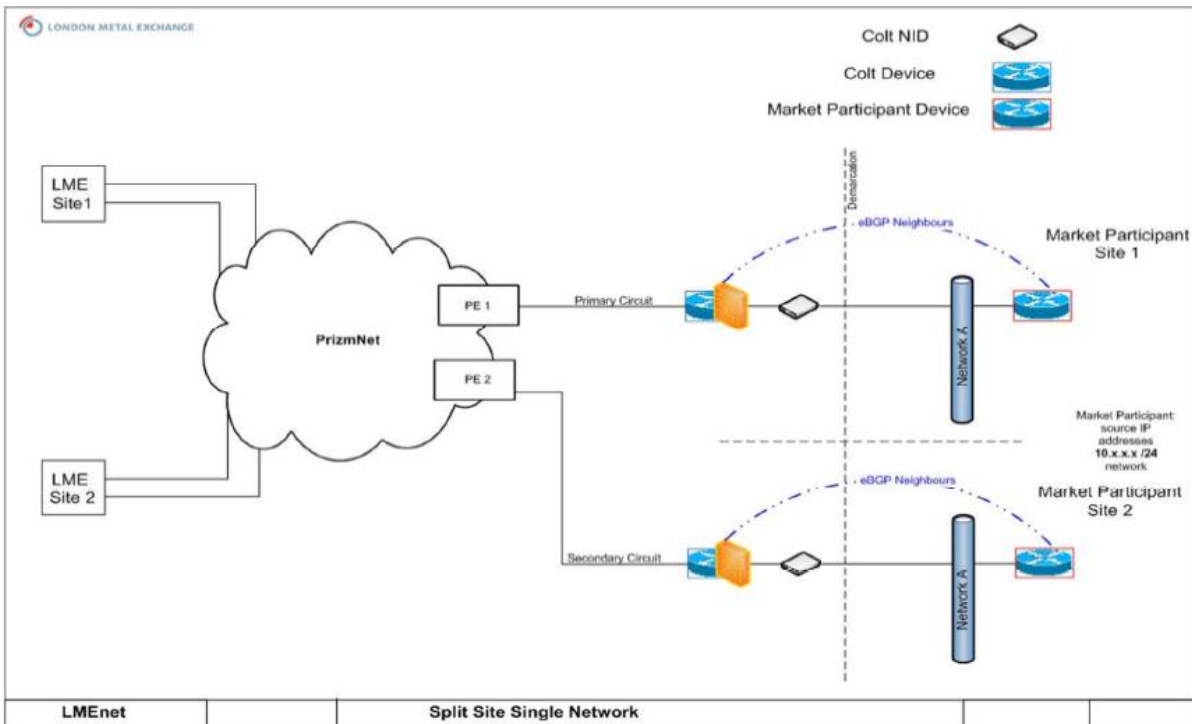 LONDON METAL EXCHANGE
Colt NID
Colt Device
Market Participant Device
LME
Site1
Demarcation
eBGP Neighbours
Market Participant
Site 1
PE 1
Primary Circuit
PrizmNet
Network A
PE 2
Market Participant
source IP
addresses
10.x.x.x /24
network
LME
Site 2
eBGP Neighbours
Market Participant
Site 2
Secondary Circuit
Network A
LMEnet
Split Site Single Network